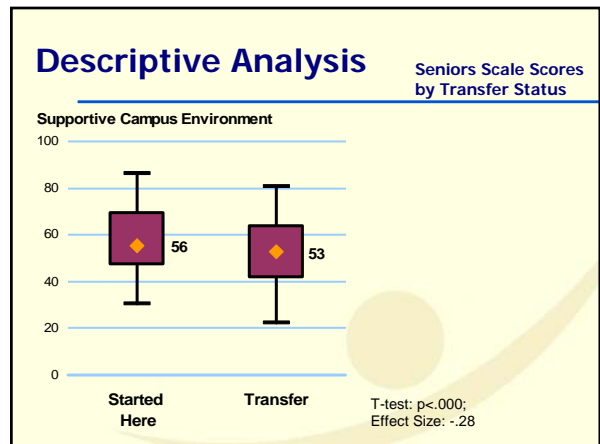 Descriptive Analysis
Seniors Scale Scores
by Transfer Status
Supportive Campus Environment
100
80
60
40
20
0
56
53
Started
Here
Transfer
T-test: p<.000;
Effect Size: -.28